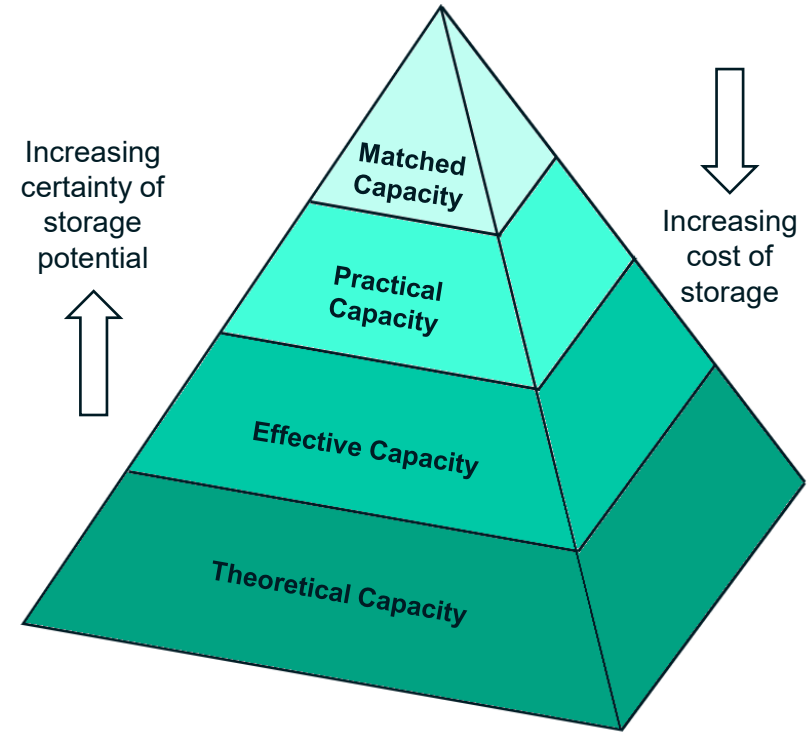 Increasing
certainty of
storage
potential
Matched
Capacity
Practical
Capacity
Effective Capacity
Theoretical Capacity
Increasing
cost of
storage